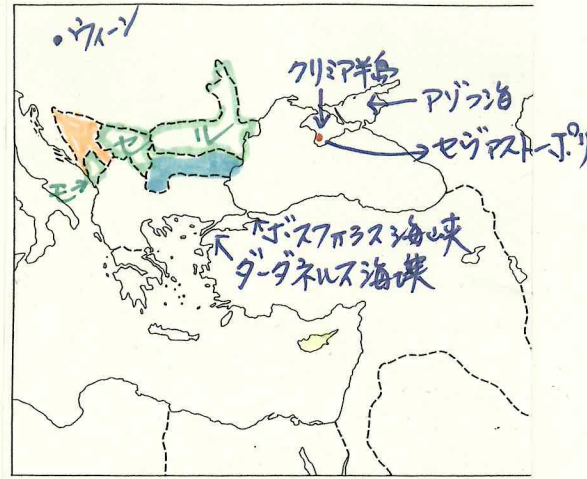 ・ウィーン
クリミア半島
アゾフ海
セヴァストーポリ
セ
ル
モ
ボスフォラス海峡
ダーダネルス海峡